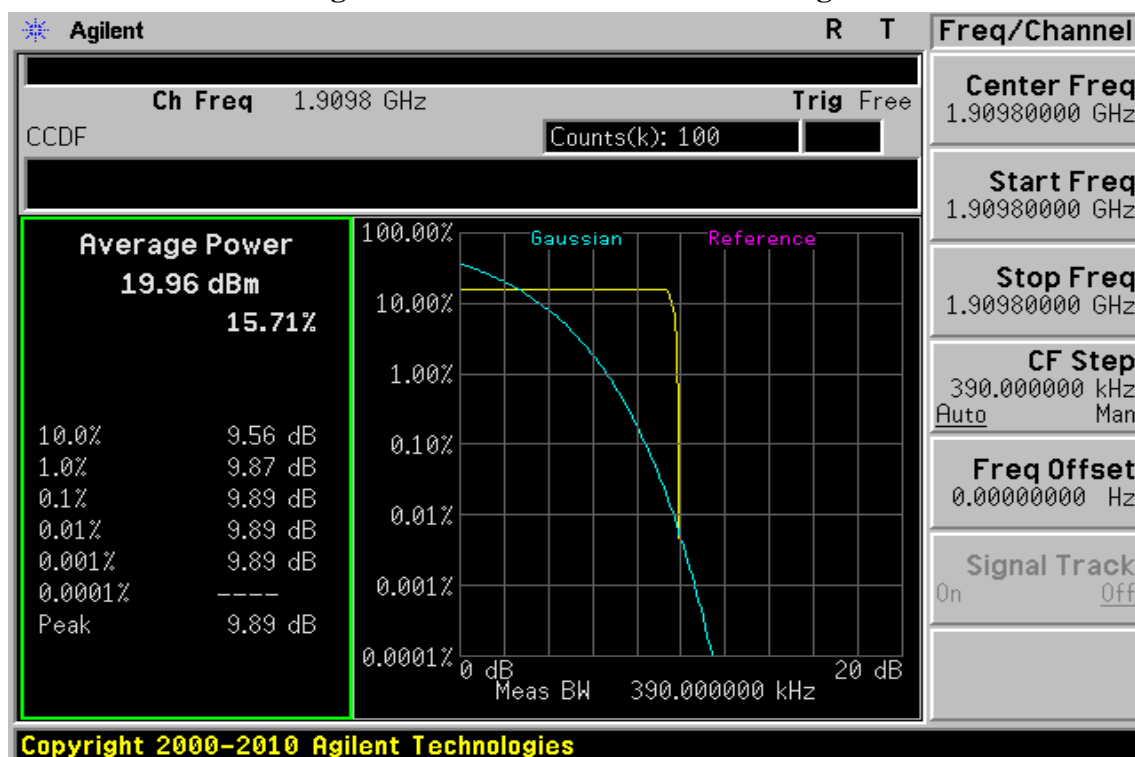 Agilent R T
Ch Freq 1.9098 GHz Trig Free
CCDF Counts(k): 100
Average Power
19.96 dBm
15.71%
10.0% 9.56 dB
1.0% 9.87 dB
0.1% 9.89 dB
0.01% 9.89 dB
0.001% 9.89 dB
0.0001% ----
Peak 9.89 dB
Gaussian Reference
100.00%
10.00%
1.00%
0.10%
0.01%
0.001%
0.0001%
0 dB 20 dB
Meas BW 390.000000 kHz
Freq/Channel
Center Freq
1.90980000 GHz
Start Freq
1.90980000 GHz
Stop Freq
1.90980000 GHz
CF Step
390.000000 kHz
Auto Man
Freq Offset
0.00000000 Hz
Signal Track
On Off
Copyright 2000-2010 Agilent Technologies